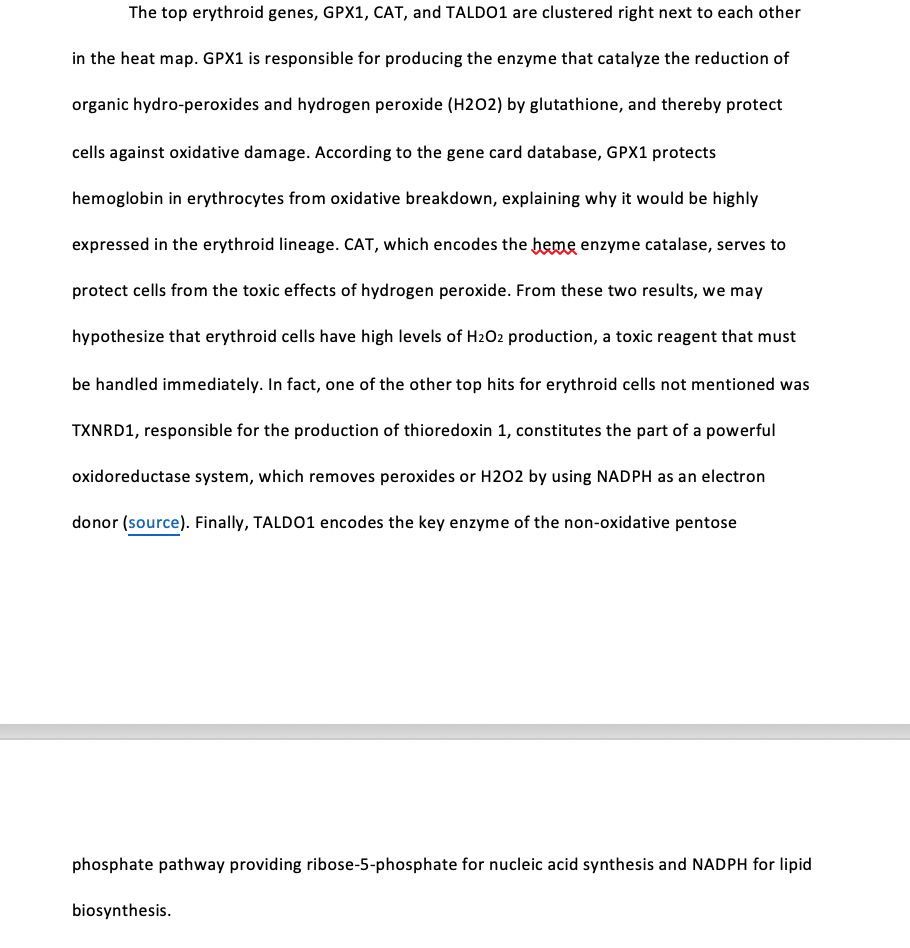 The top erythroid genes, GPX1, CAT, and TALDO1 are clustered right next to each other
in the heat map. GPX1 is responsible for producing the enzyme that catalyze the reduction of
organic hydro-peroxides and hydrogen peroxide (H2O2) by glutathione, and thereby protect
cells against oxidative damage. According to the gene card database, GPX1 protects
hemoglobin in erythrocytes from oxidative breakdown, explaining why it would be highly
expressed in the erythroid lineage. CAT, which encodes the heme enzyme catalase, serves to
protect cells from the toxic effects of hydrogen peroxide. From these two results, we may
hypothesize that erythroid cells have high levels of H2O2 production, a toxic reagent that must
be handled immediately. In fact, one of the other top hits for erythroid cells not mentioned was
TXNRD1, responsible for the production of thioredoxin 1, constitutes the part of a powerful
oxidoreductase system, which removes peroxides or H2O2 by using NADPH as an electron
donor (source). Finally, TALDO1 encodes the key enzyme of the non-oxidative pentose
phosphate pathway providing ribose-5-phosphate for nucleic acid synthesis and NADPH for lipid
biosynthesis.